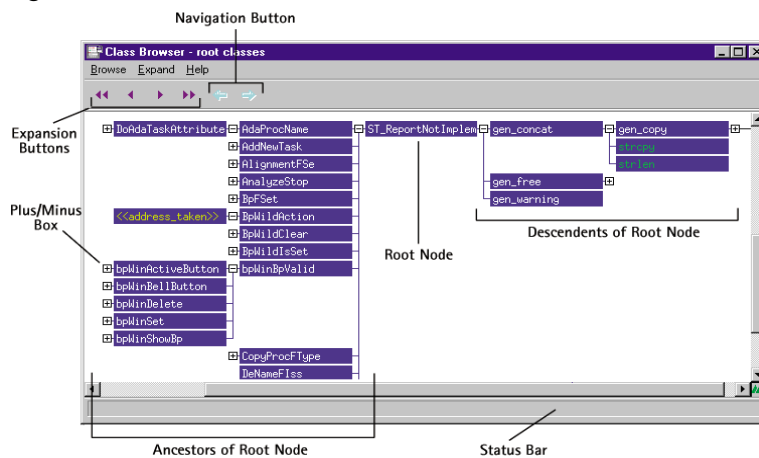 Navigation Button
Class Browser - root classes
Browse Expand Help
Expansion
Buttons
DoAdaTaskAttribute AdaProcName ST_ReportNotImplem gen_concat gen_copy
AddNewTask strcpy
AlignmentFSe strlen
AnalyzeStop gen_free
BpFSet gen_warning
Plus/Minus
Box
<<address_taken>> BpWildAction
BpWildClear
BpWildIsSet
Root Node
Descendents of Root Node
bpWinActiveButton bpWinBpValid
bpWinBellButton
bpWinDelete
bpWinSet
bpWinShowBp
CopyProcFType
DeNameFIss
Ancestors of Root Node
Status Bar